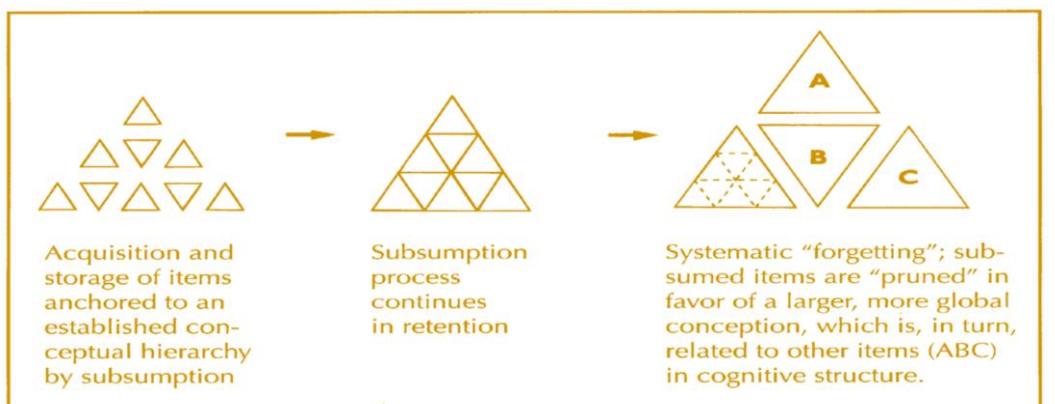 A
B
C
Acquisition and
storage of items
anchored to an
established con-
ceptual hierarchy
by subsumption
Subsumption
process
continues
in retention
Systematic “forgetting”; sub-
sumed items are “pruned” in
favor of a larger, more global
conception, which is, in turn,
related to other items (ABC)
in cognitive structure.